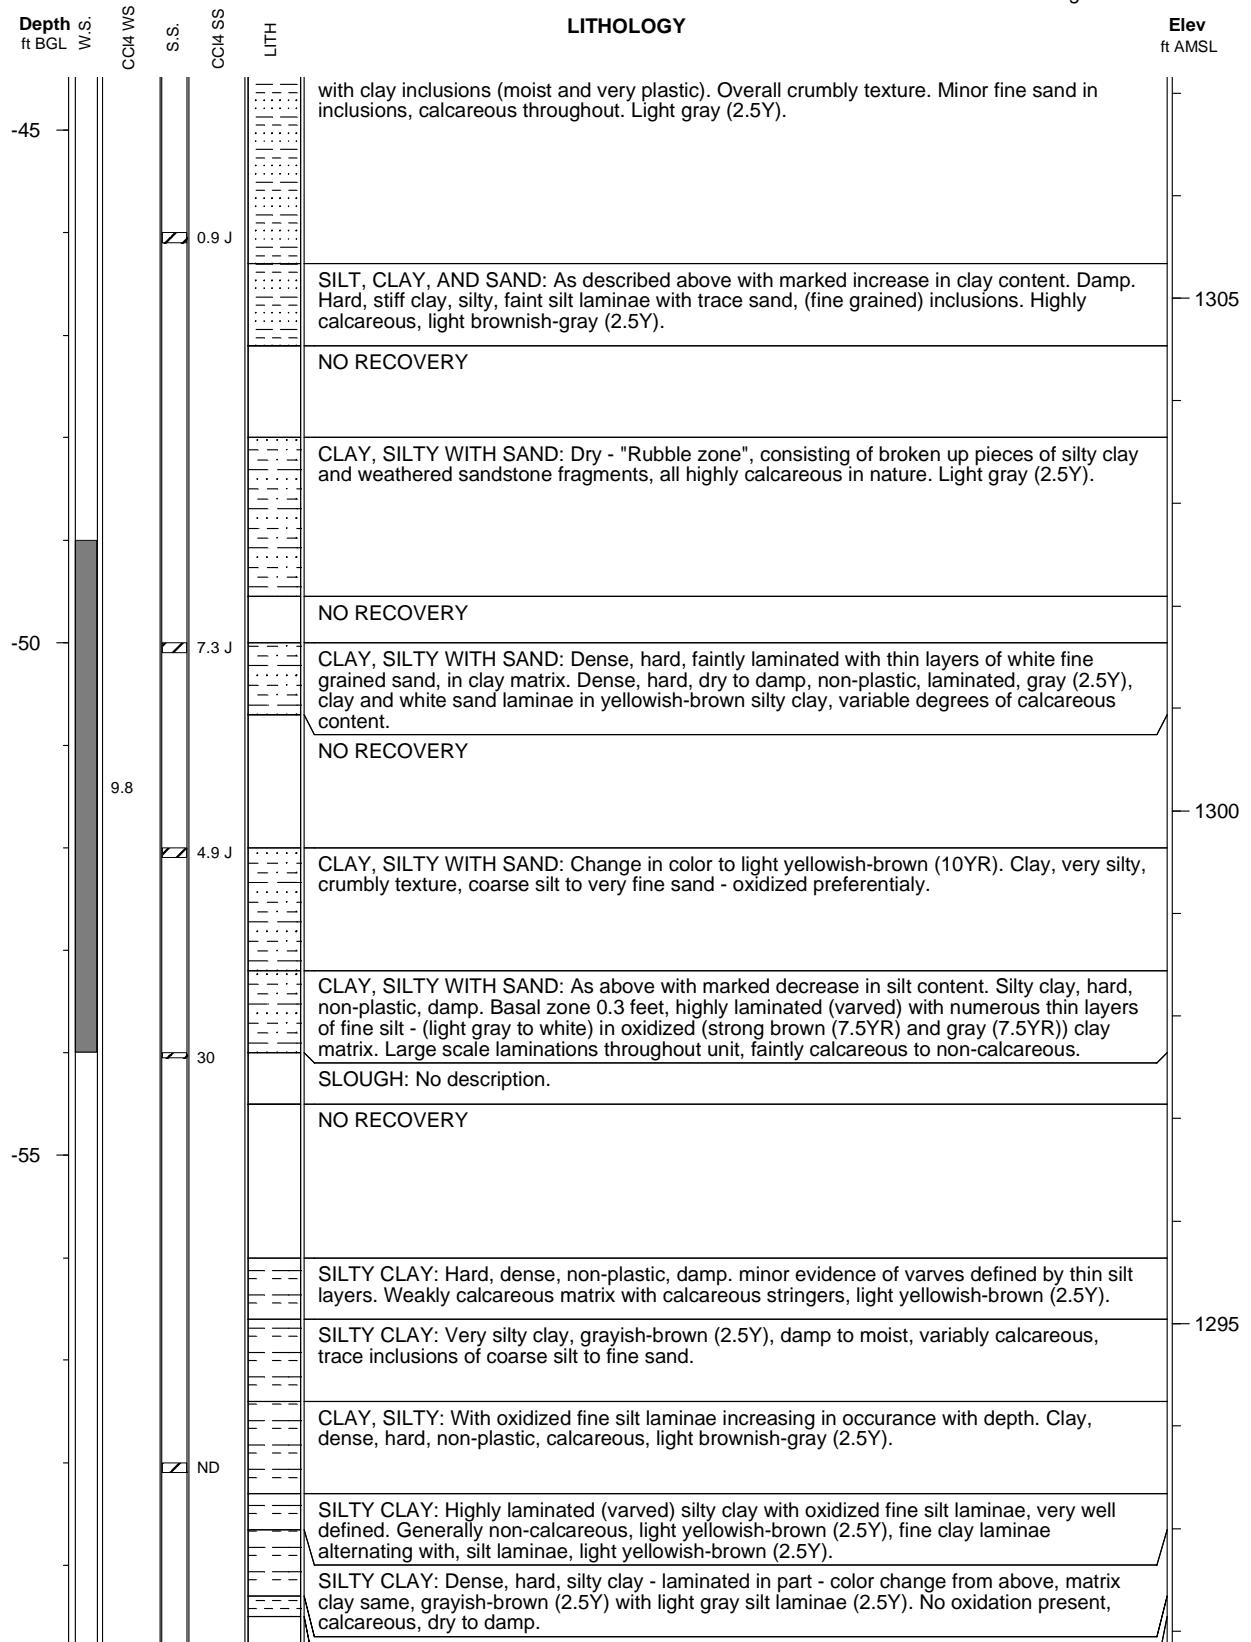 Depth
ft BGL
W.S.
CCl4 WS
S.S.
CCl4 SS
LITH
LITHOLOGY
Elev
ft AMSL
with clay inclusions (moist and very plastic). Overall crumbly texture. Minor fine sand in
inclusions, calcareous throughout. Light gray (2.5Y).
-45
0.9 J
SILT, CLAY, AND SAND: As described above with marked increase in clay content. Damp.
Hard, stiff clay, silty, faint silt laminae with trace sand, (fine grained) inclusions. Highly
calcareous, light brownish-gray (2.5Y).
1305
NO RECOVERY
CLAY, SILTY WITH SAND: Dry - "Rubble zone", consisting of broken up pieces of silty clay
and weathered sandstone fragments, all highly calcareous in nature. Light gray (2.5Y).
NO RECOVERY
-50
7.3 J
CLAY, SILTY WITH SAND: Dense, hard, faintly laminated with thin layers of white fine
grained sand, in clay matrix. Dense, hard, dry to damp, non-plastic, laminated, gray (2.5Y),
clay and white sand laminae in yellowish-brown silty clay, variable degrees of calcareous
content.
NO RECOVERY
9.8
1300
4.9 J
CLAY, SILTY WITH SAND: Change in color to light yellowish-brown (10YR). Clay, very silty,
crumbly texture, coarse silt to very fine sand - oxidized preferentialy.
CLAY, SILTY WITH SAND: As above with marked decrease in silt content. Silty clay, hard,
non-plastic, damp. Basal zone 0.3 feet, highly laminated (varved) with numerous thin layers
of fine silt - (light gray to white) in oxidized (strong brown (7.5YR) and gray (7.5YR)) clay
matrix. Large scale laminations throughout unit, faintly calcareous to non-calcareous.
30
SLOUGH: No description.
NO RECOVERY
-55
SILTY CLAY: Hard, dense, non-plastic, damp. minor evidence of varves defined by thin silt
layers. Weakly calcareous matrix with calcareous stringers, light yellowish-brown (2.5Y).
SILTY CLAY: Very silty clay, grayish-brown (2.5Y), damp to moist, variably calcareous,
trace inclusions of coarse silt to fine sand.
1295
CLAY, SILTY: With oxidized fine silt laminae increasing in occurance with depth. Clay,
dense, hard, non-plastic, calcareous, light brownish-gray (2.5Y).
ND
SILTY CLAY: Highly laminated (varved) silty clay with oxidized fine silt laminae, very well
defined. Generally non-calcareous, light yellowish-brown (2.5Y), fine clay laminae
alternating with, silt laminae, light yellowish-brown (2.5Y).
SILTY CLAY: Dense, hard, silty clay - laminated in part - color change from above, matrix
clay same, grayish-brown (2.5Y) with light gray silt laminae (2.5Y). No oxidation present,
calcareous, dry to damp.